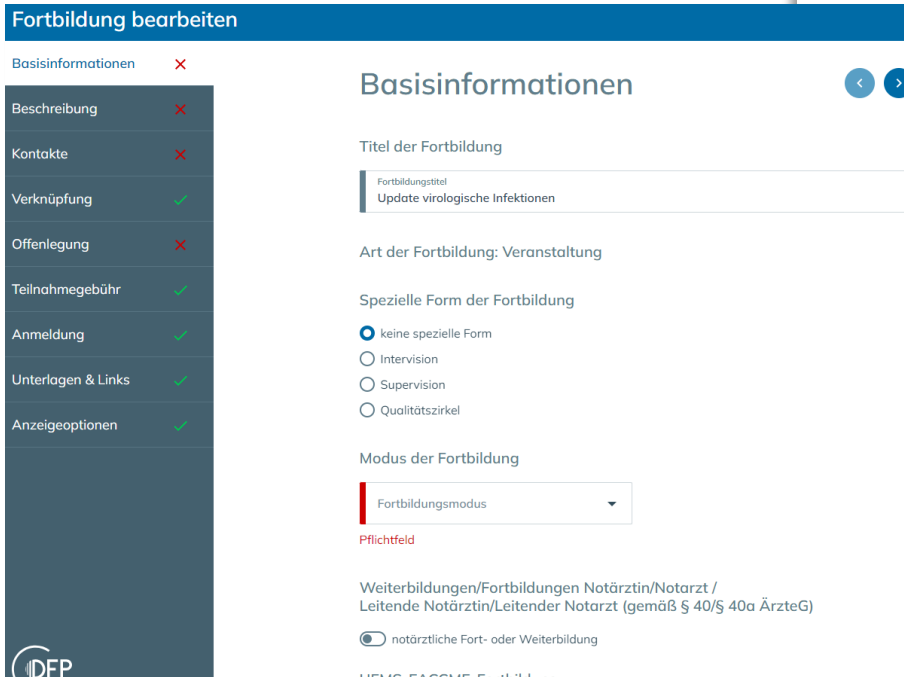 Fortbildung bearbeiten
Basisinformationen
Beschreibung
Kontakte
Verknüpfung
Offenlegung
Teilnahmegebühr
Anmeldung
Unterlagen & Links
Anzeigeoptionen
DFP
Basisinformationen
Titel der Fortbildung
Fortbildungstitel
Update virologische Infektionen
Art der Fortbildung: Veranstaltung
Spezielle Form der Fortbildung
keine spezielle Form
Intervision
Supervision
Qualitätszirkel
Modus der Fortbildung
Fortbildungsmodus
Pflichtfeld
Weiterbildungen/Fortbildungen Notärztin/Notarzt /
Leitende Notärztin/Leitender Notarzt (gemäß § 40/§ 40a ÄrzteG)
notärztliche Fort- oder Weiterbildung